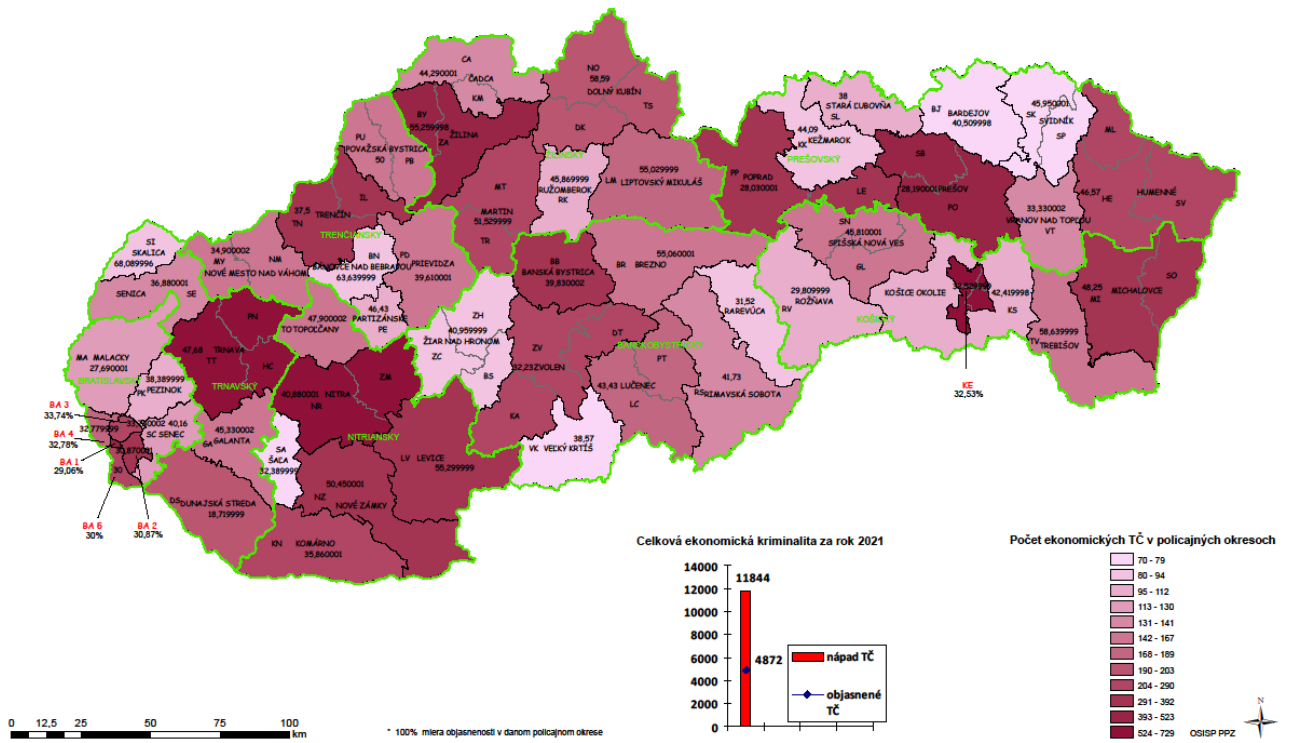 CA
44,290001
ČADCA
KM
NO
58,59
DOLNÝ KUBÍN
TS
DK
BY
55,259998
ŽILINA
ZA
PU
POVAŽSKÁ BYSTRICA
50
PB
ŽILINSKÝ
45,869999
RUŽOMBEROK
RK
55,029999
LM LIPTOVSKÝ MIKULÁŠ
MT
MARTIN
51,529999
TR
IL
37,5
TN
TRENČÍN
TRENČIANSKY
38
STARÁ ĽUBOVŇA
SL
44,09
KK
KEŽMAROK
PREŠOVSKÝ
BJ
BARDEJOV
40,509998
45,950001
SK SVIDNÍK
SP
ML
46,57
HUMENNÉ
HE
SV
PP
POPRAD
28,030001
LE
SB
28,190001
PREŠOV
PO
33,330002
VRANOV NAD TOPĽOU
VT
SI
SKALICA
68,089996
34,900002
MY
NM
NOVÉ MESTO NAD VÁHOM
36,880001
SENICA
SE
BN
BÁNOVCE NAD BEBRAVOU
63,639999
PD
PRIEVIDZA
39,610001
BB
BANSKÁ BYSTRICA
39,830002
55,060001
BR BREZNO
SN
45,810001
SPIŠSKÁ NOVÁ VES
GL
29,809999
ROŽŇAVA
RV
KOŠICE OKOLIE
KOŠICKÝ
32,529999
42,419998
KS
48,25
MI
MICHALOVCE
SO
58,639999
TV
TREBIŠOV
31,52
RAREVÚCA
PN
47,68
TRNAVA
TT
HC
TRNAVSKÝ
47,900002
TO TOPOĽČANY
46,43
PARTIZÁNSKE
PE
ZH
40,959999
ŽIAR NAD HRONOM
ZC
BS
ZV
32,23
ZVOLEN
DT
KA
BANSKOBYSTRICKÝ
PT
43,43 LUČENEC
LC
41,73
RS
RIMAVSKÁ SOBOTA
MA MALACKY
27,690001
BRATISLAVSKÝ
38,389999
PK
PEZINOK
40,16
SC SENEC
45,330002
GALANTA
GA
40,880001
NITRA
NR
ZM
NITRIANSKY
SA
ŠAĽA
32,389999
LV LEVICE
55,299999
38,57
VK VEĽKÝ KRTÍŠ
50,450001
NZ NOVÉ ZÁMKY
DS
DUNAJSKÁ STREDA
18,719999
KN KOMÁRNO
35,860001
32,779999
30
BA 3
33,74%
BA 4
32,78%
BA 1
29,06%
BA 5
30%
BA 2
30,87%
KE
32,53%
Celková ekonomická kriminalita za rok 2021
14000
12000
10000
8000
6000
4000
2000
0
11844
4872
nápad TČ
objasnené
TČ
Počet ekonomických TČ v policajných okresoch
70 - 79
80 - 94
95 - 112
113 - 130
131 - 141
142 - 167
168 - 189
190 - 203
204 - 290
291 - 392
393 - 523
524 - 729
OSISP PPZ
N
0 12,5 25 50 75 100
km
* 100% miera objasnenosti v danom policajnom okrese